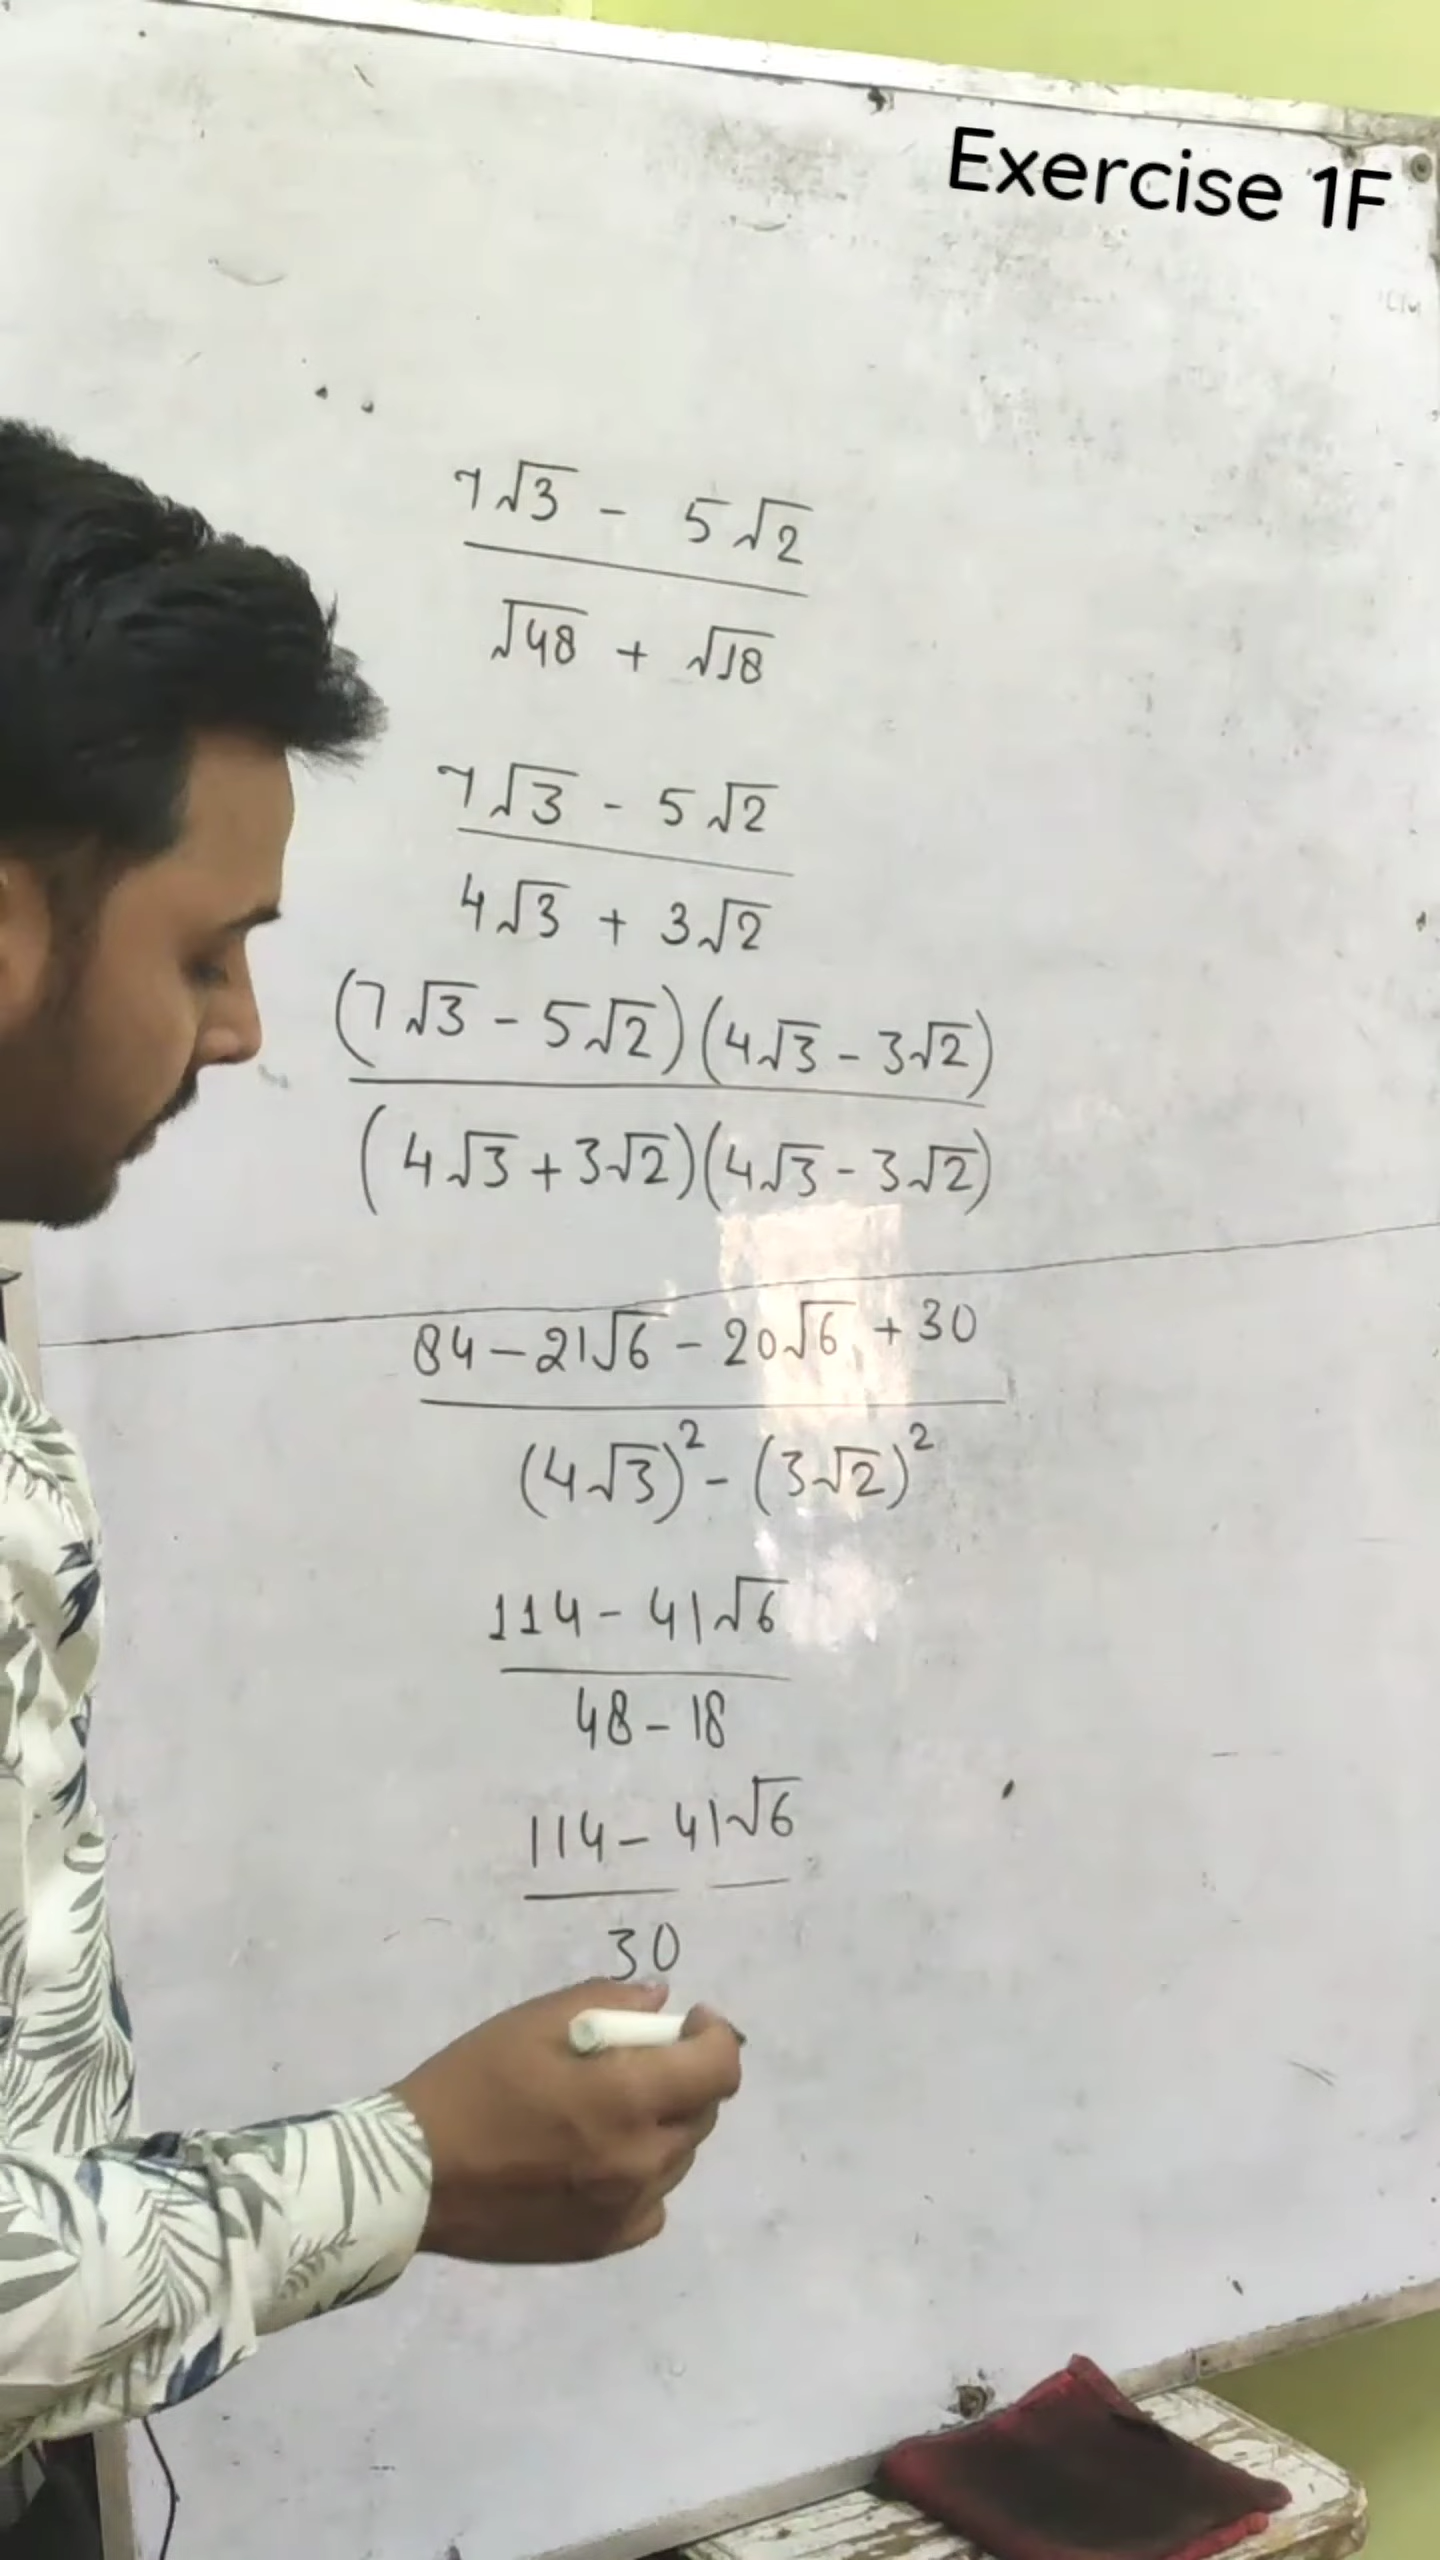 Exercise 1F
7√3 - 5√2
√48 + √18
7√3 - 5√2
4√3 + 3√2
(7√3 - 5√2)(4√3 - 3√2)
(4√3 + 3√2)(4√3 - 3√2)
84 - 21√6 - 20√6 + 30
(4√3)² - (3√2)²
114 - 41√6
48 - 18
114 - 41√6
30